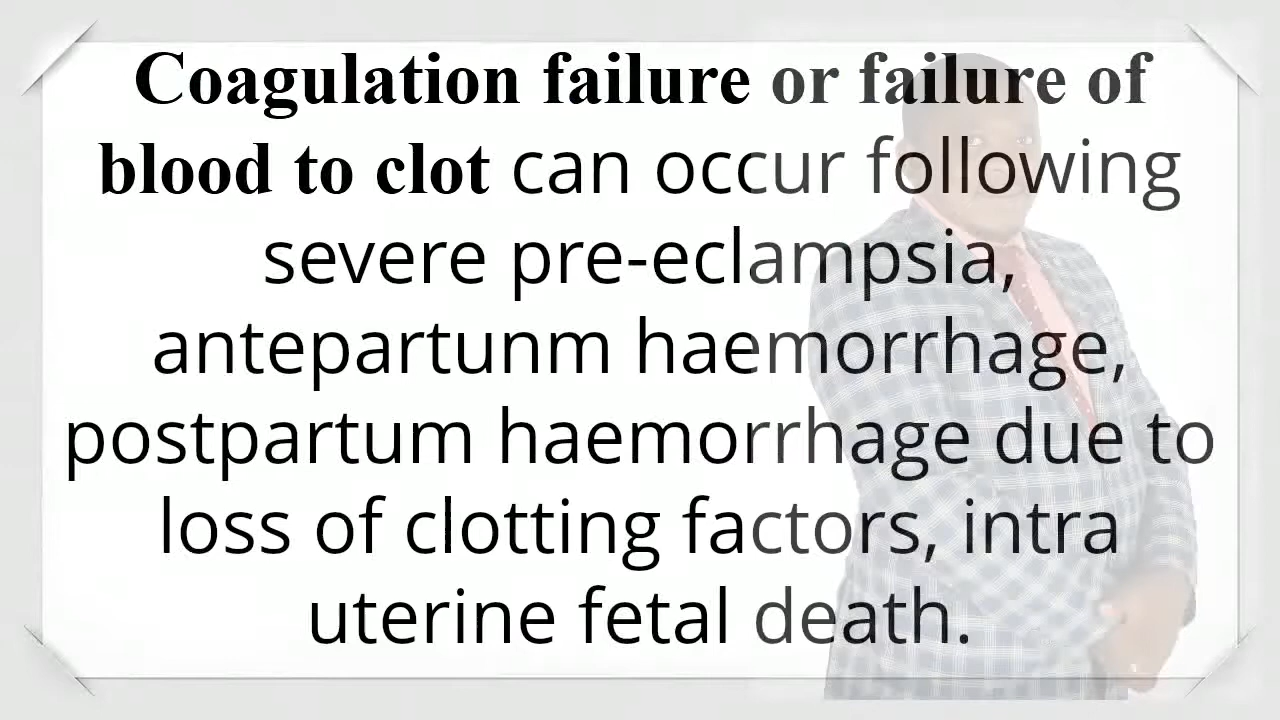 Coagulation failure or failure of
blood to clot can occur following
severe pre-eclampsia,
antepartunm haemorrhage,
postpartum haemorrhage due to
loss of clotting factors, intra
uterine fetal death.